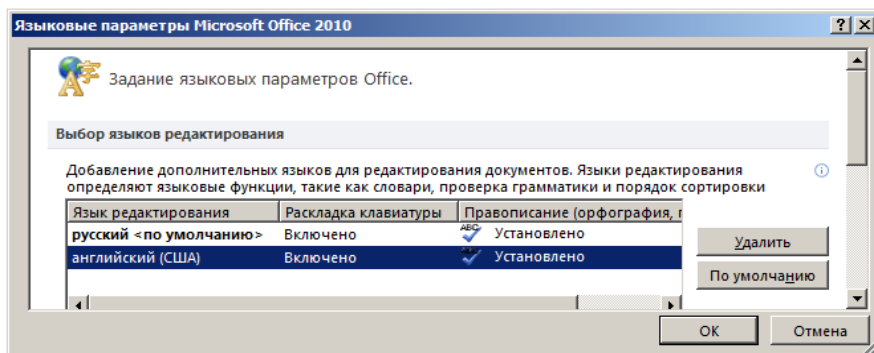 Языковые параметры Microsoft Office 2010
Задание языковых параметров Office.
Выбор языков редактирования
Добавление дополнительных языков для редактирования документов. Языки редактирования
определяют языковые функции, такие как словари, проверка грамматики и порядок сортировки
Язык редактирования Раскладка клавиатуры Правописание (орфография, г
русский <по умолчанию> Включено Установлено
английский (США) Включено Установлено
Удалить
По умолчанию
ОК Отмена